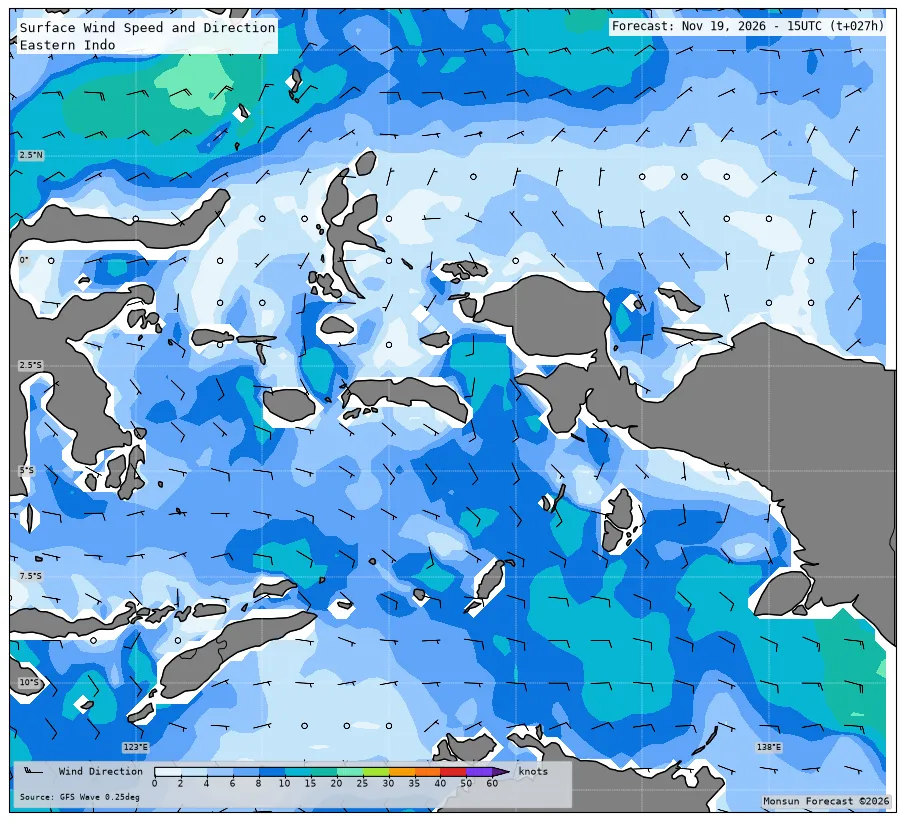 Surface Wind Speed and Direction
Eastern Indo
Forecast: Nov 19, 2026 - 15UTC (t+027h)
2.5°N
0°
2.5°S
5°S
7.5°S
10°S
123°E
138°E
Wind Direction
0 2 4 6 8 10 15 20 25 30 35 40 50 60
knots
Source: GFS Wave 0.25deg
Monsun Forecast ©2026